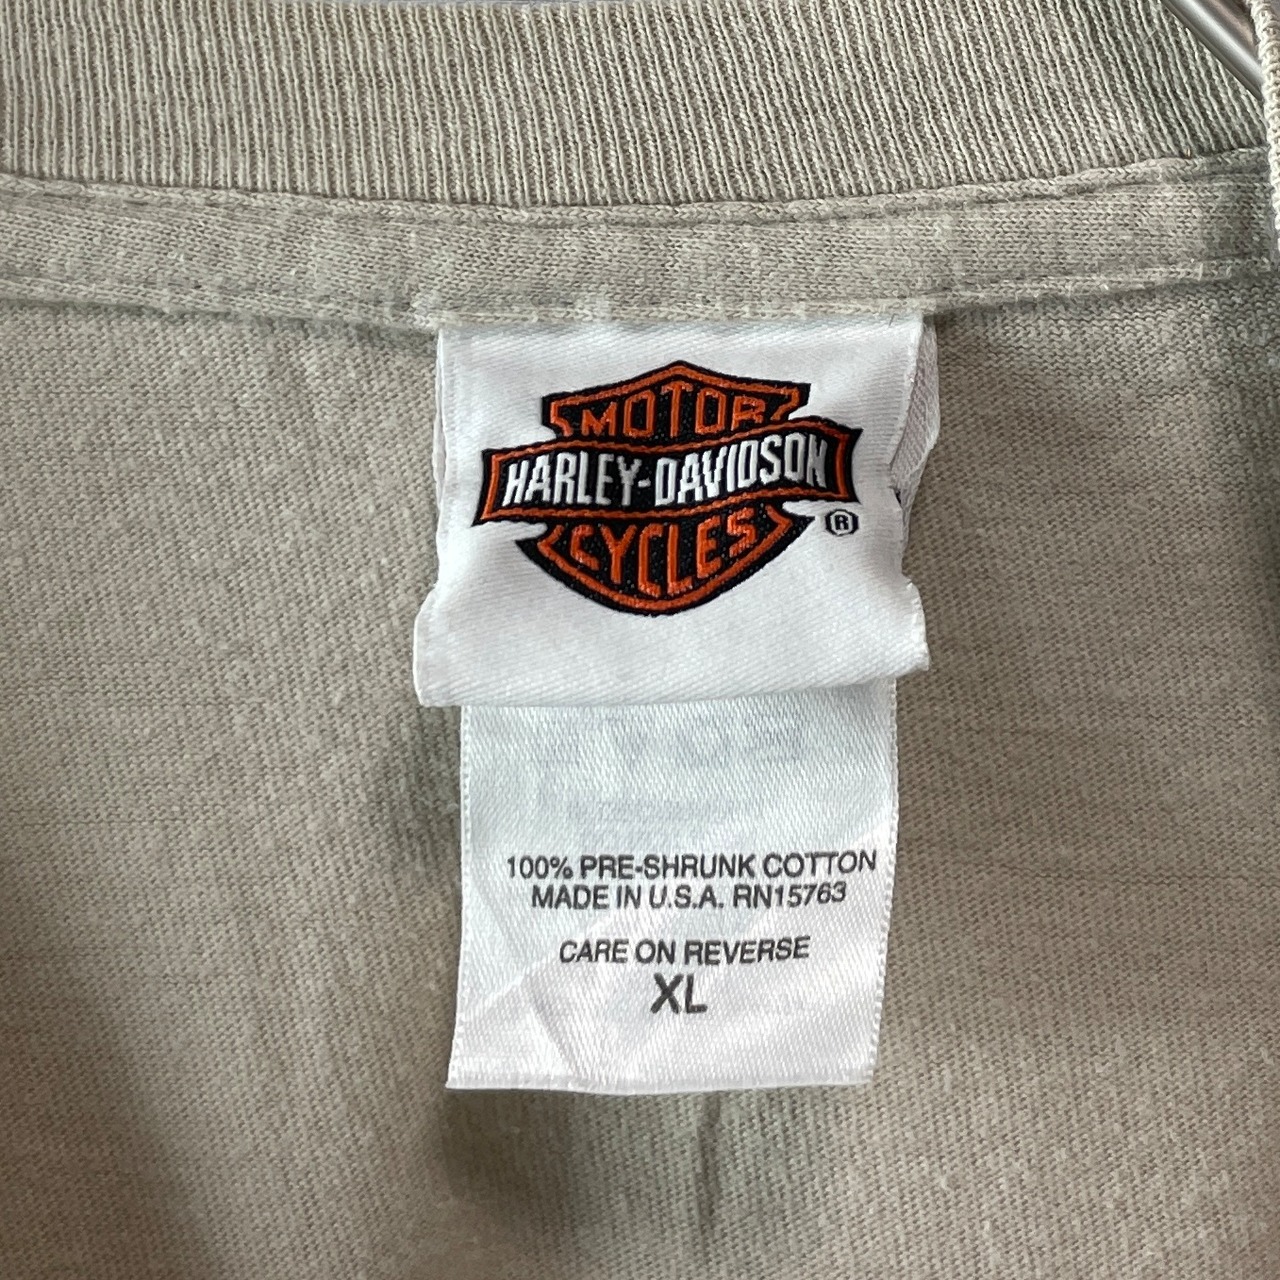 MOTOR
HARLEY-DAVIDSON
CYCLES
®
100% PRE-SHRUNK COTTON
MADE IN U.S.A. RN15763
CARE ON REVERSE
XL